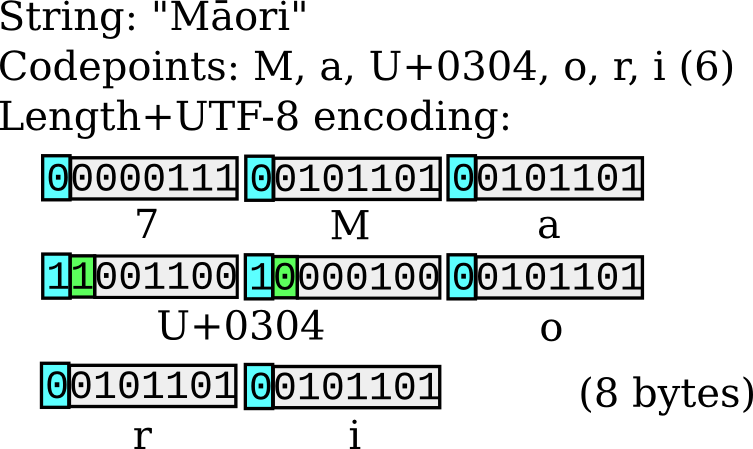 String: "Māori"
Codepoints: M, a, U+0304, o, r, i (6)
Length+UTF-8 encoding:
00000111 00101101 00101101
7 M a
11001100 10000100 00101101
U+0304 o
00101101 00101101 (8 bytes)
r i